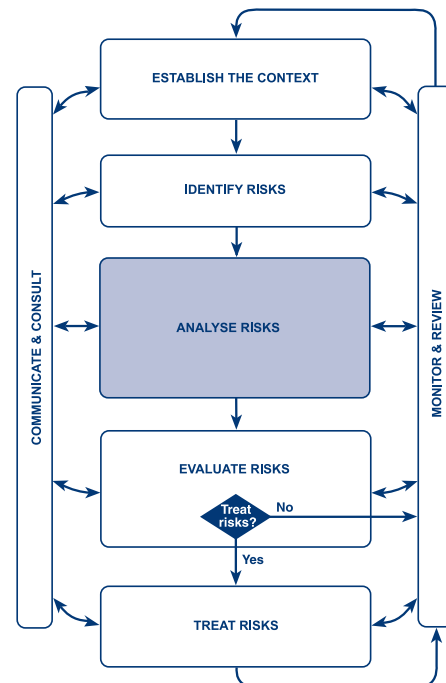 ESTABLISH THE CONTEXT
IDENTIFY RISKS
ANALYSE RISKS
EVALUATE RISKS
Treat
risks?
No
Yes
TREAT RISKS
COMMUNICATE & CONSULT
MONITOR & REVIEW